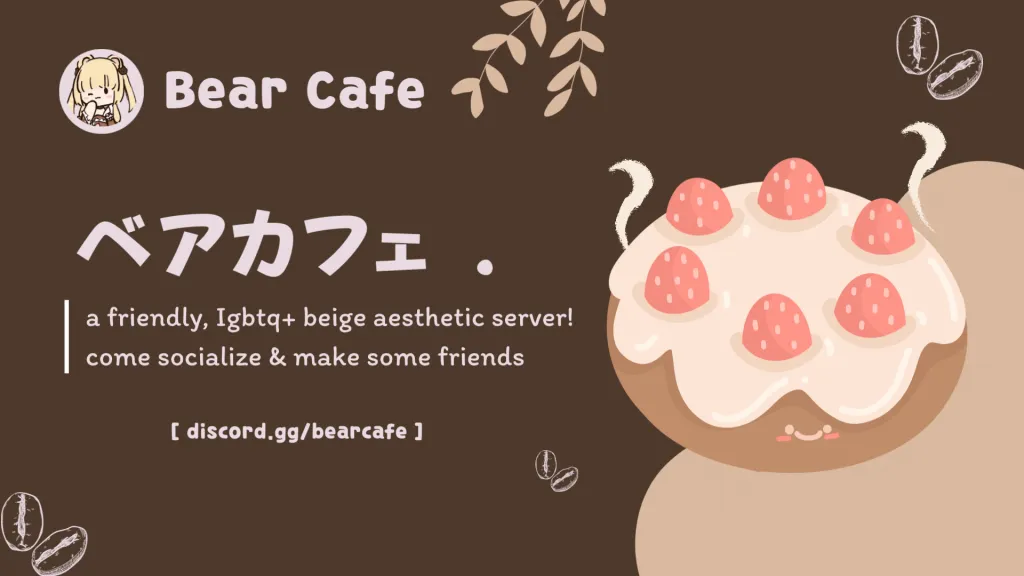 Bear Cafe
ベアカフェ .
a friendly, Igbtq+ beige aesthetic server!
come socialize & make some friends
[ discord.gg/bearcafe ]